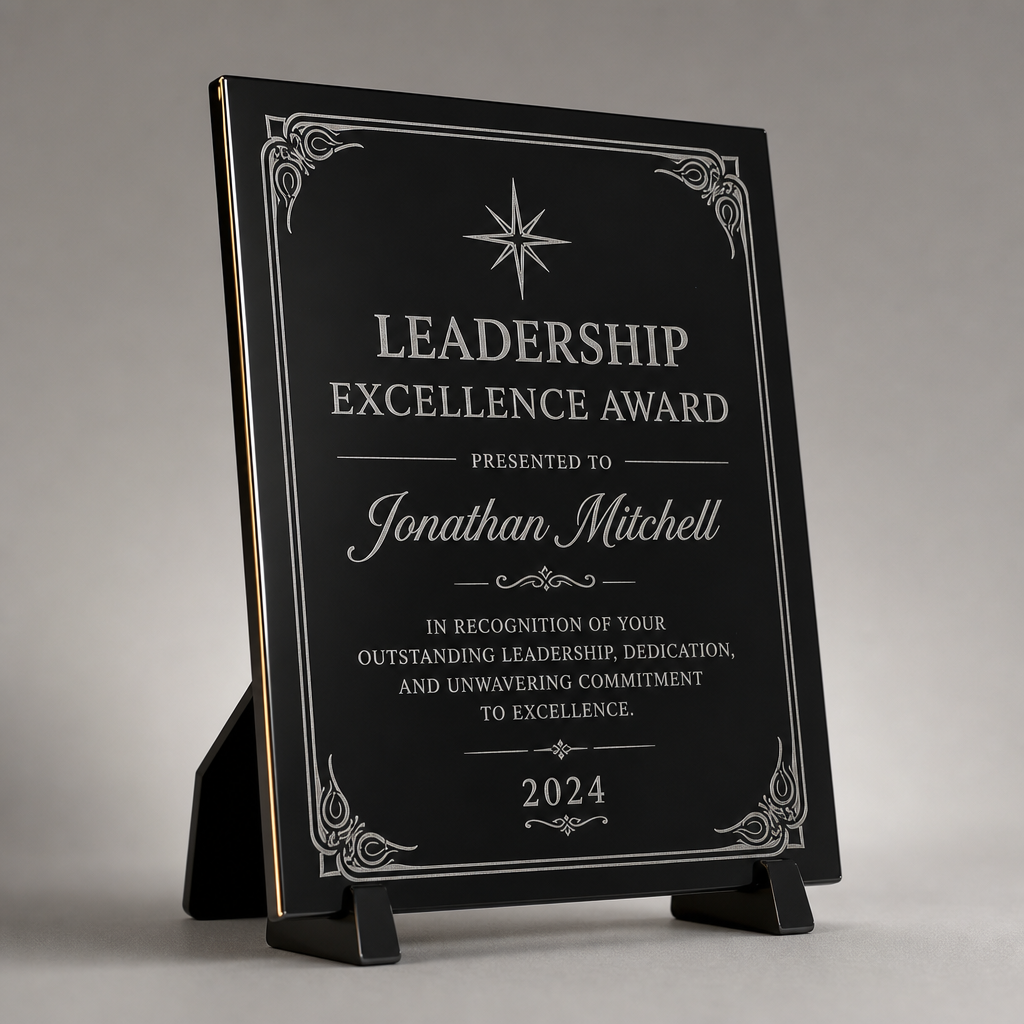 LEADERSHIP
EXCELLENCE AWARD
PRESENTED TO
Jonathan Mitchell
IN RECOGNITION OF YOUR
OUTSTANDING LEADERSHIP, DEDICATION,
AND UNWAVERING COMMITMENT
TO EXCELLENCE.
2024